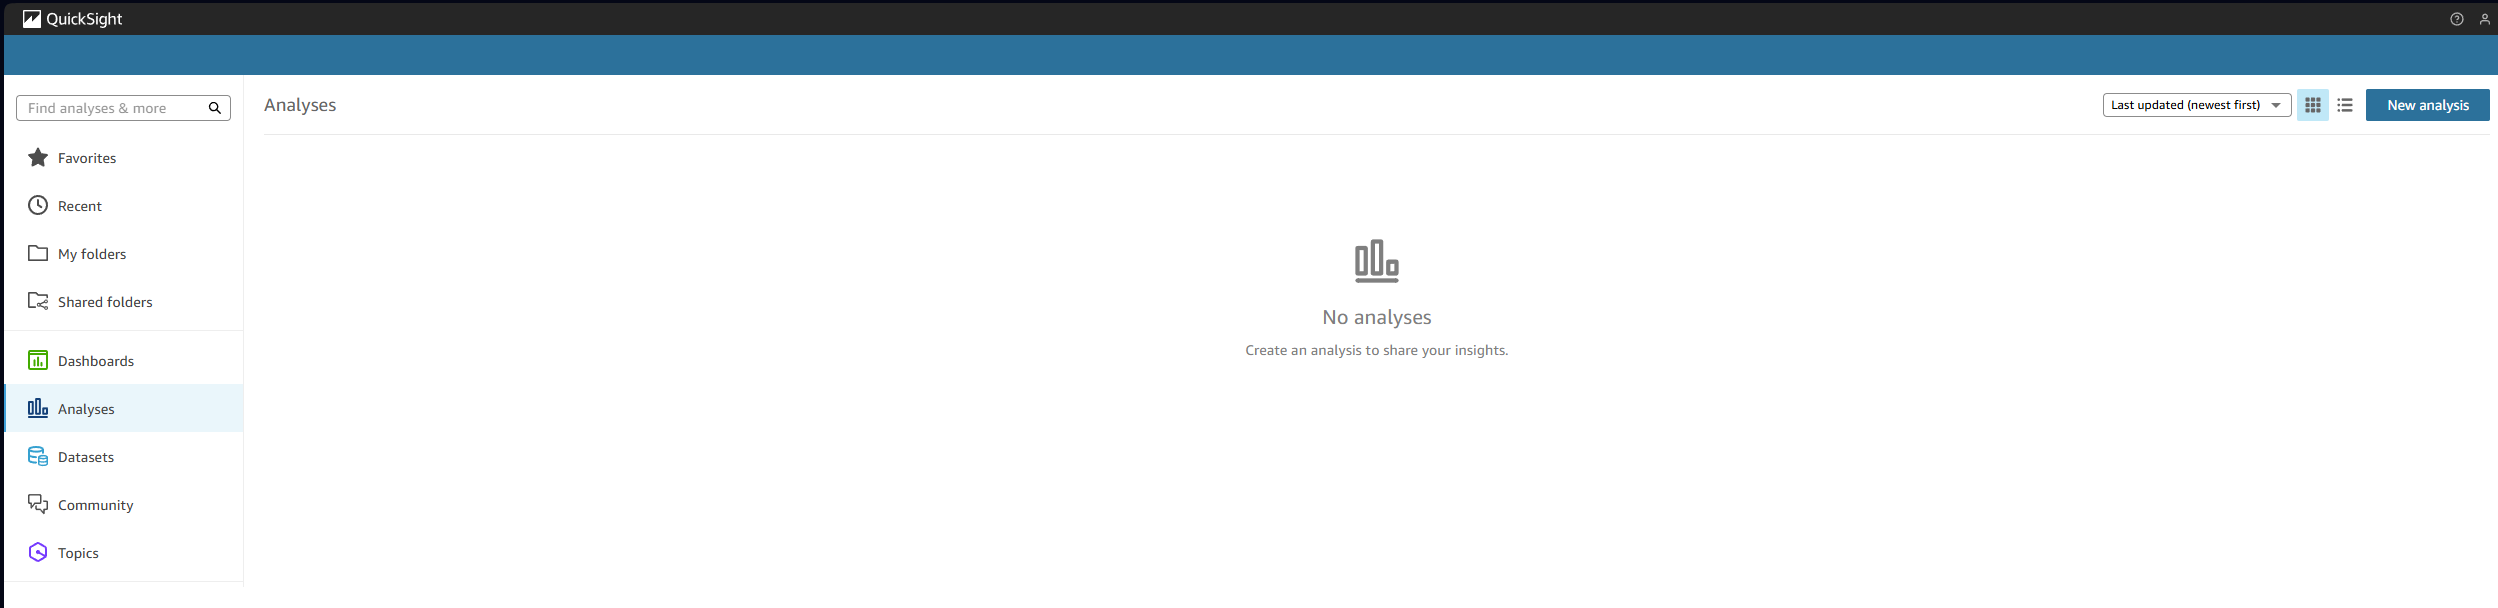 QuickSight
Find analyses & more
Favorites
Recent
My folders
Shared folders
Dashboards
Analyses
Datasets
Community
Topics
Analyses
Last updated (newest first)
New analysis
No analyses
Create an analysis to share your insights.